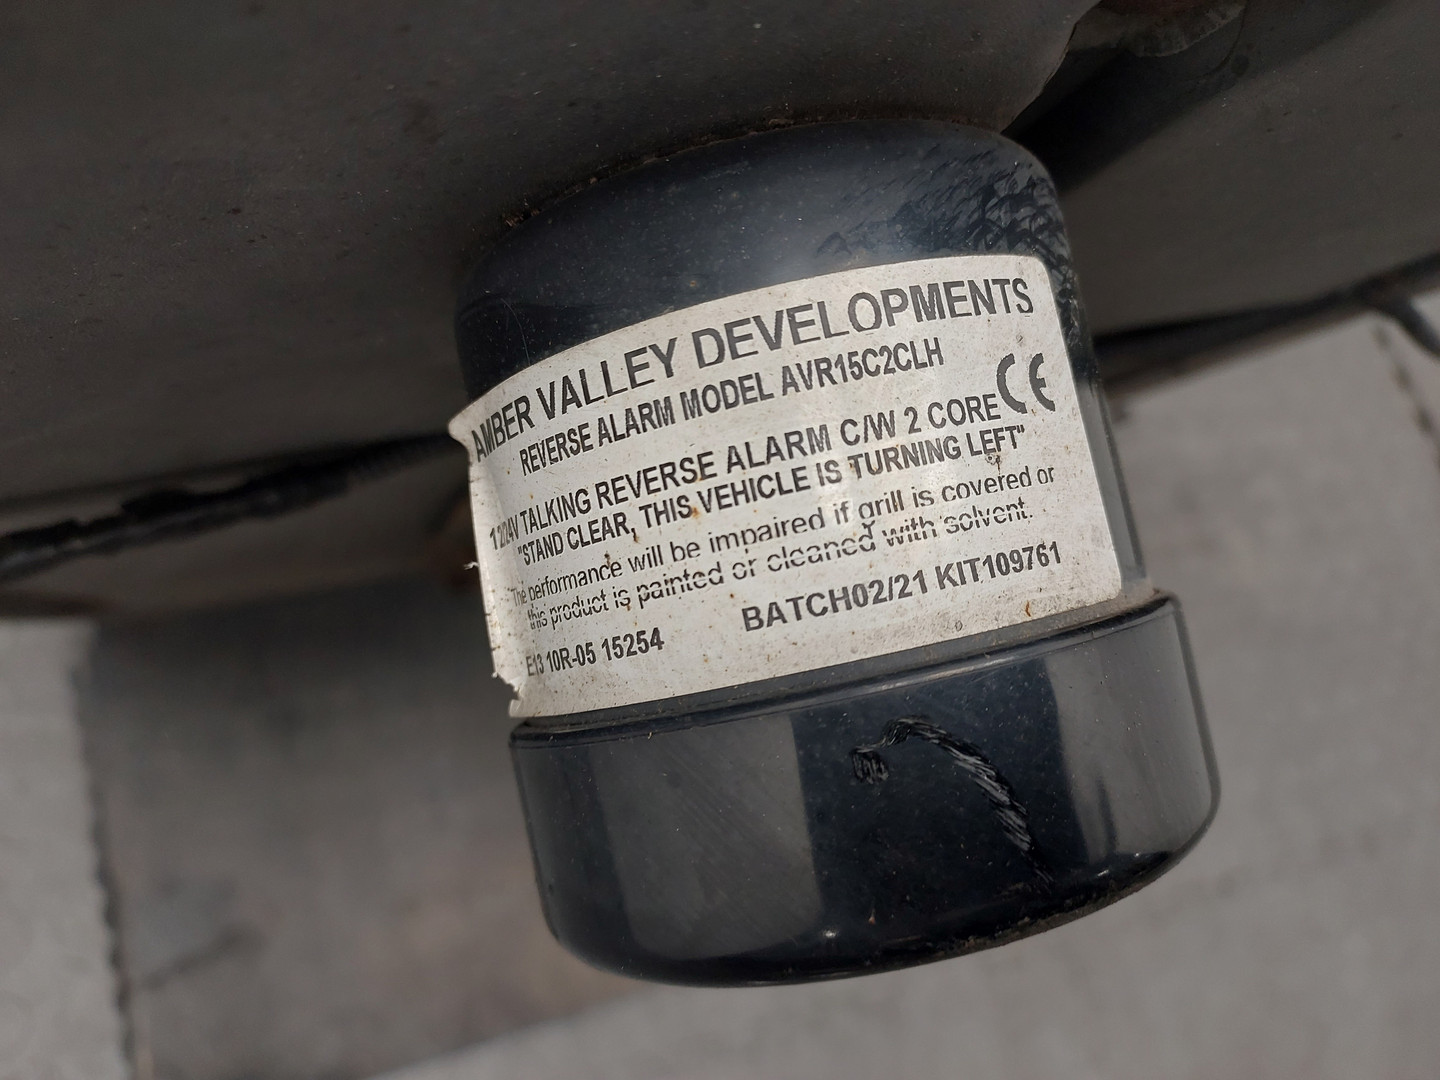 AMBER VALLEY DEVELOPMENTS
REVERSE ALARM MODEL AVR15C2CLH
CE
12/24V TALKING REVERSE ALARM C/W 2 CORE
"STAND CLEAR, THIS VEHICLE IS TURNING LEFT"
The performance will be impaired if grill is covered or
this product is painted or cleaned with solvent.
BATCH02/21 KIT109761
E13 10R-05 15254